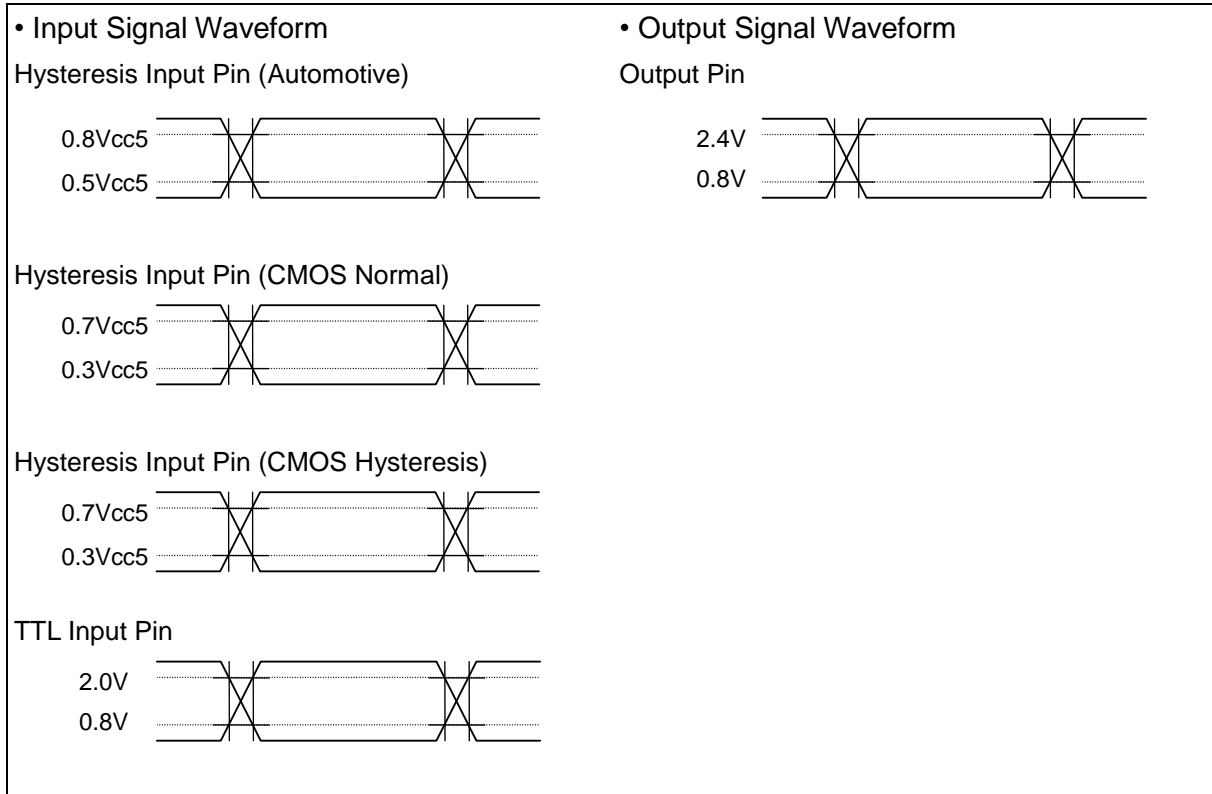 • Input Signal Waveform
Hysteresis Input Pin (Automotive)
0.8Vcc5
0.5Vcc5
Hysteresis Input Pin (CMOS Normal)
0.7Vcc5
0.3Vcc5
Hysteresis Input Pin (CMOS Hysteresis)
0.7Vcc5
0.3Vcc5
TTL Input Pin
2.0V
0.8V
• Output Signal Waveform
Output Pin
2.4V
0.8V